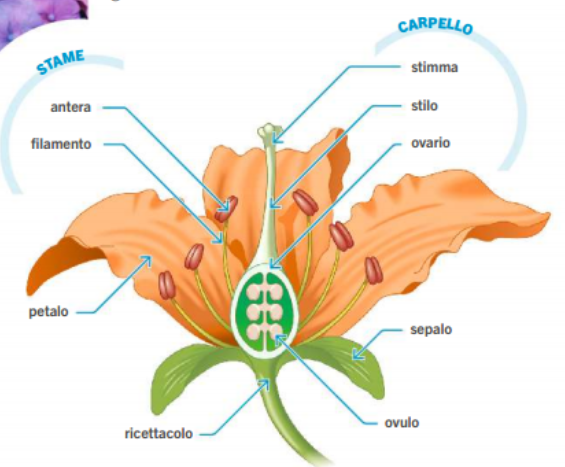 STAME
antera
filamento
petalo
ricettacolo
CARPELLO
stimma
stilo
ovario
sepalo
ovulo